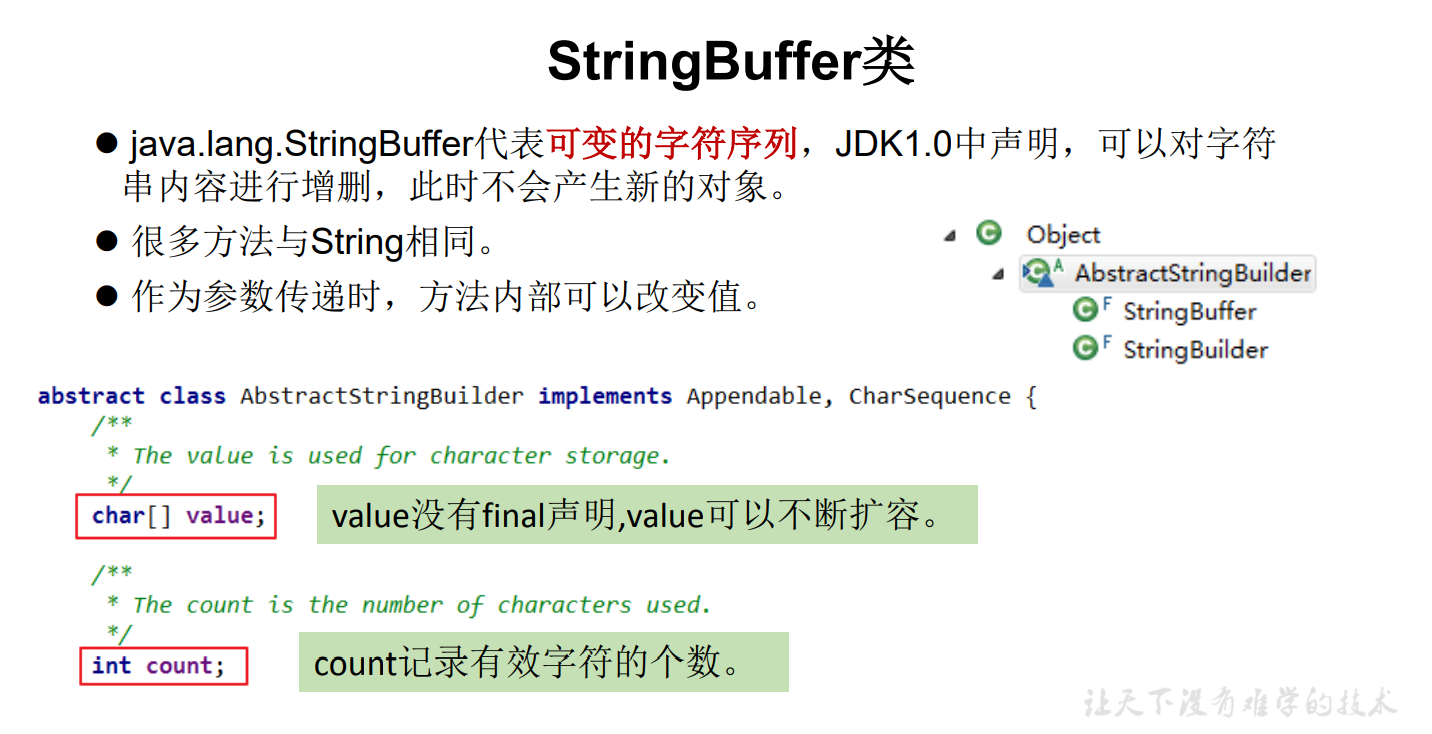 StringBuffer类
● java.lang.StringBuffer代表可变的字符序列，JDK1.0中声明，可以对字符
串内容进行增删，此时不会产生新的对象。
● 很多方法与String相同。
● 作为参数传递时，方法内部可以改变值。
Object
A AbstractStringBuilder
F StringBuffer
F StringBuilder
abstract class AbstractStringBuilder implements Appendable, CharSequence {
/**
* The value is used for character storage.
*/
char[] value;
value没有final声明,value可以不断扩容。
/**
* The count is the number of characters used.
*/
int count;
count记录有效字符的个数。
让天下没有难学的技术